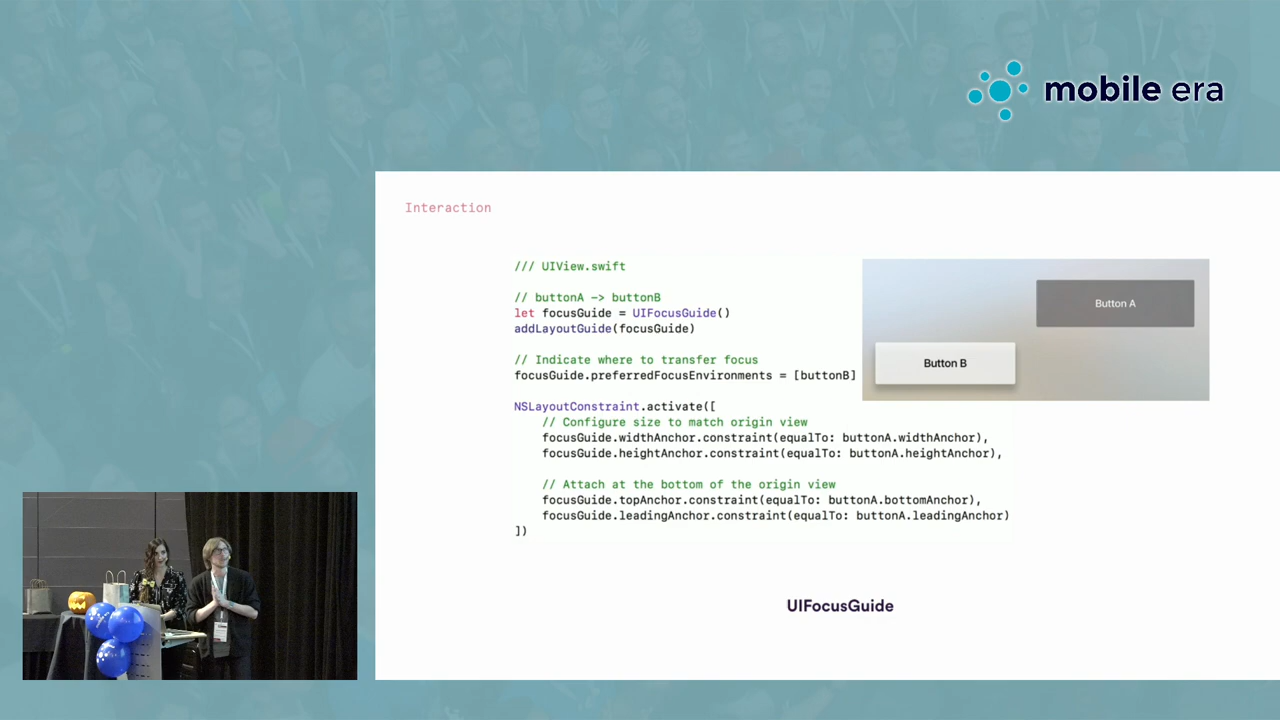 mobile era
Interaction
/// UIView.swift
// buttonA -> buttonB
let focusGuide = UIFocusGuide()
addLayoutGuide(focusGuide)
// Indicate where to transfer focus
focusGuide.preferredFocusEnvironments = [buttonB]
NSLayoutConstraint.activate([
// Configure size to match origin view
focusGuide.widthAnchor.constraint(equalTo: buttonA.widthAnchor),
focusGuide.heightAnchor.constraint(equalTo: buttonA.heightAnchor),
// Attach at the bottom of the origin view
focusGuide.topAnchor.constraint(equalTo: buttonA.bottomAnchor),
focusGuide.leadingAnchor.constraint(equalTo: buttonA.leadingAnchor)
])
Button A
Button B
UIFocusGuide